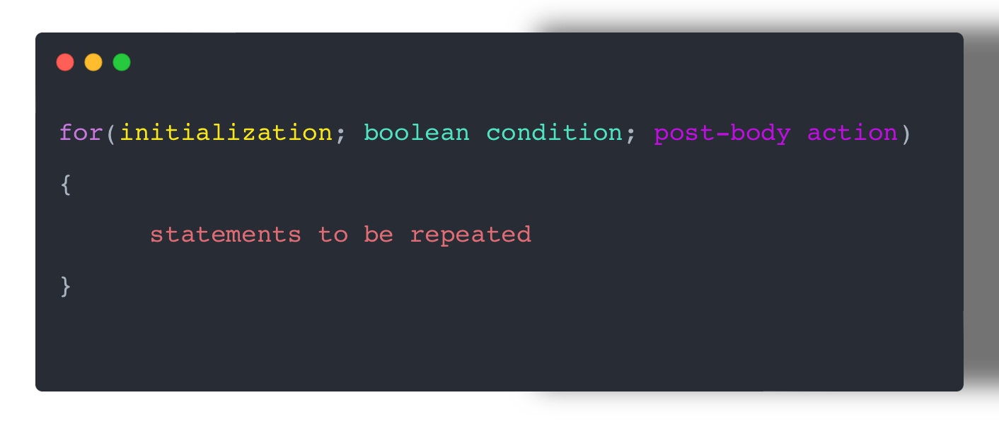 for(initialization; boolean condition; post-body action)
{
statements to be repeated
}